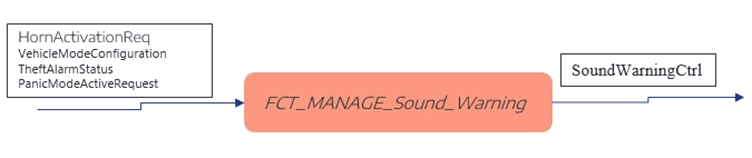 HornActivationReq
VehicleModeConfiguration
TheftAlarmStatus
PanicModeActiveRequest
FCT_MANAGE_Sound_Warning
SoundWarningCtrl